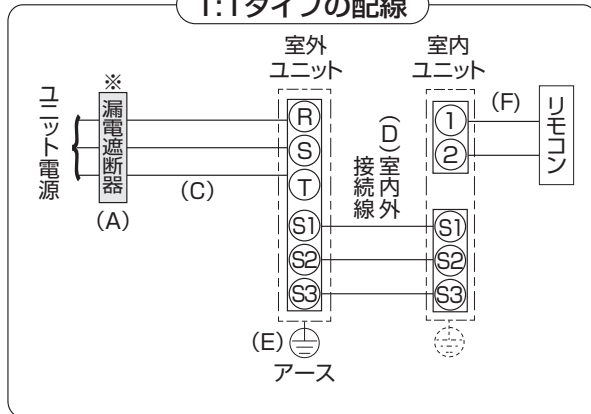 1:1タイプの配線
室外
ユニット
室内
ユニット
※
ユニット電源
漏電遮断器
(A)
(C)
R
S
T
S1
S2
S3
(D)室内外
接続線
1
2
S1
S2
S3
(F)
リモコン
(E)
アース